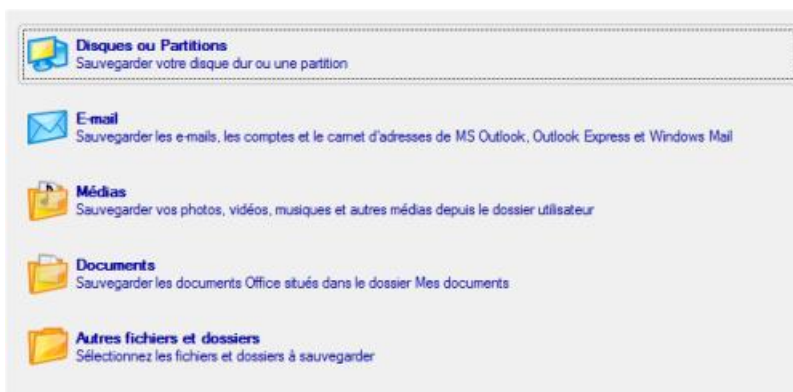 Disques ou Partitions
Sauvegarder votre disque dur ou une partition
E-mail
Sauvegarder les e-mails, les comptes et le carnet d'adresses de MS Outlook, Outlook Express et Windows Mail
Médias
Sauvegarder vos photos, vidéos, musiques et autres médias depuis le dossier utilisateur
Documents
Sauvegarder les documents Office situés dans le dossier Mes documents
Autres fichiers et dossiers
Sélectionnez les fichiers et dossiers à sauvegarder